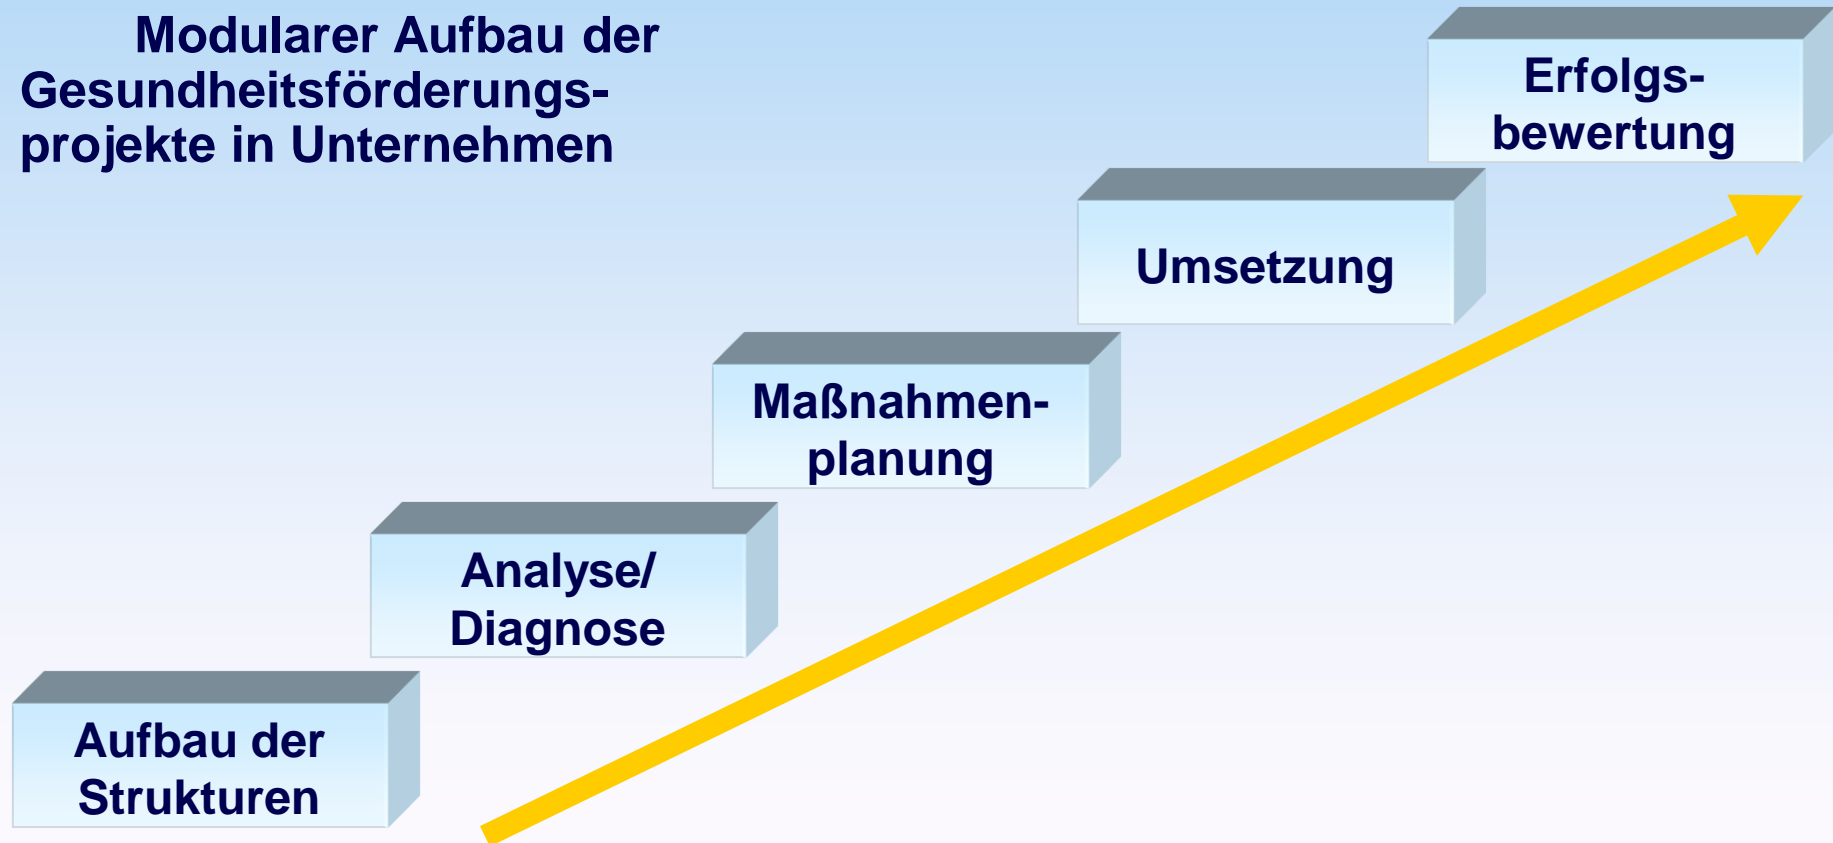 Modularer Aufbau der
Gesundheitsförderungs-
projekte in Unternehmen
Erfolgs-
bewertung
Umsetzung
Maßnahmen-
planung
Analyse/
Diagnose
Aufbau der
Strukturen